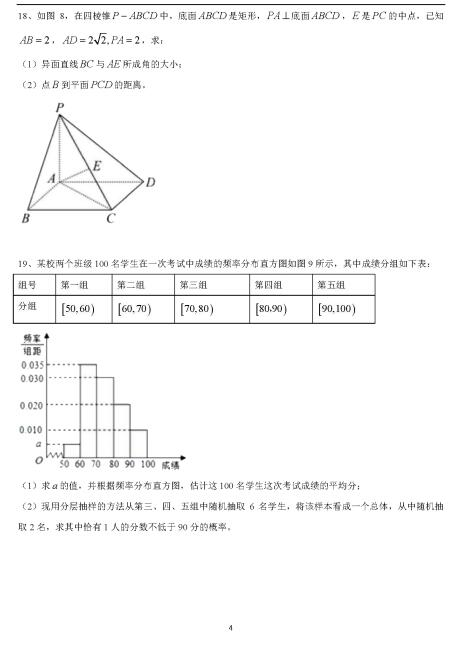 18、如图 8，在四棱锥 P－ABCD 中，底面 ABCD 是矩形，PA⊥底面 ABCD，E 是 PC 的中点，已知
AB=2，AD=2√2,PA=2，求：
（1）异面直线 BC 与 AE 所成角的大小；
（2）点 B 到平面 PCD 的距离。
P
E
A
D
B
C
19、某校两个班级 100 名学生在一次考试中成绩的频率分布直方图如图 9 所示，其中成绩分组如下表：
组号 第一组 第二组 第三组 第四组 第五组
分组 [50,60) [60,70) [70,80) [80,90) [90,100)
频率
组距
0.035
0.030
0.020
0.010
a
O 50 60 70 80 90 100 成绩
（1）求 a 的值，并根据频率分布直方图，估计这 100 名学生这次考试成绩的平均分；
（2）现用分层抽样的方法从第三、四、五组中随机抽取 6 名学生，将该样本看成一个总体，从中随机抽
取 2 名，求其中恰有 1 人的分数不低于 90 分的概率。
4